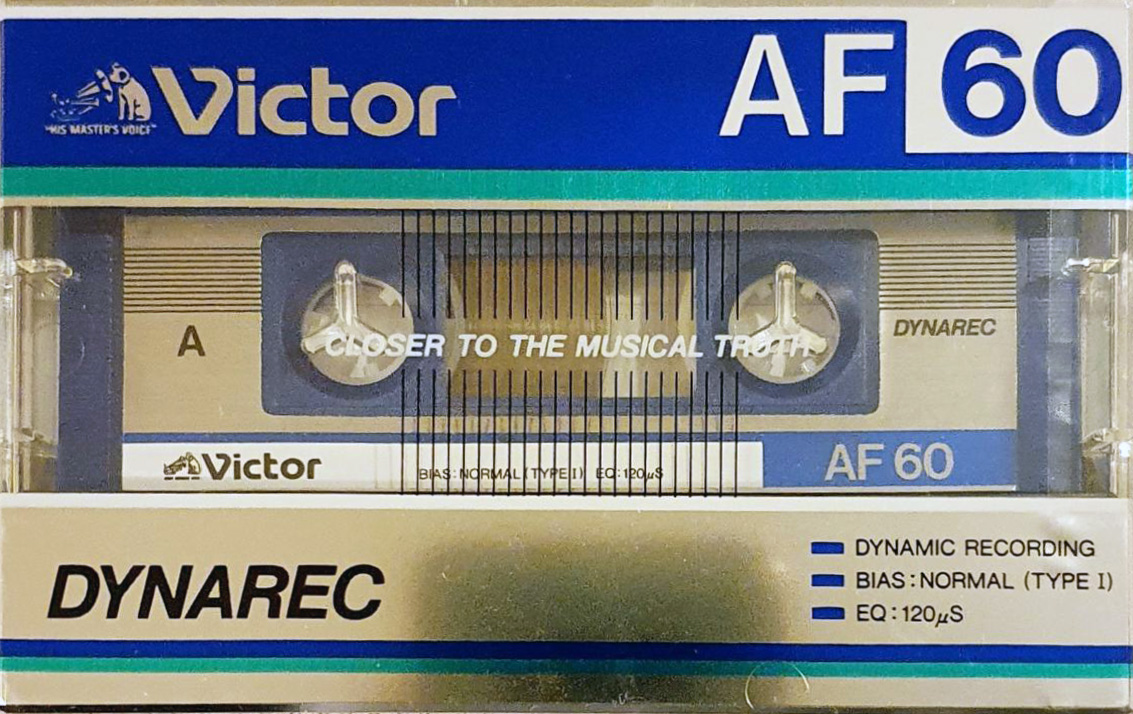 Victor
"HIS MASTER'S VOICE"
AF 60
A
DYNAREC
CLOSER TO THE MUSICAL TRUTH
Victor
BIAS:NORMAL (TYPE I) EQ:120μS
AF 60
DYNAREC
DYNAMIC RECORDING
BIAS:NORMAL (TYPE I)
EQ:120μS